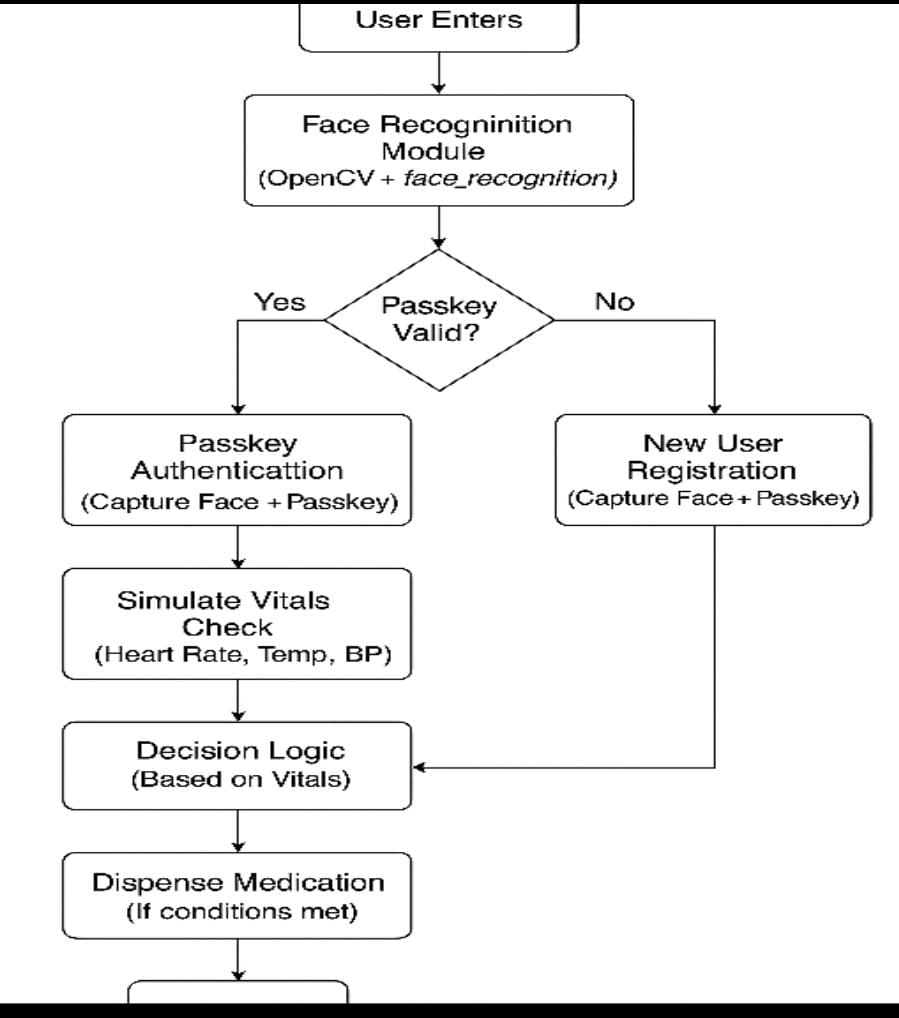 User Enters
Face Recogninition
Module
(OpenCV + face_recognition)
Yes
Passkey
Valid?
No
Passkey
Authenticattion
(Capture Face + Passkey)
New User
Registration
(Capture Face + Passkey)
Simulate Vitals
Check
(Heart Rate, Temp, BP)
Decision Logic
(Based on Vitals)
Dispense Medication
(If conditions met)